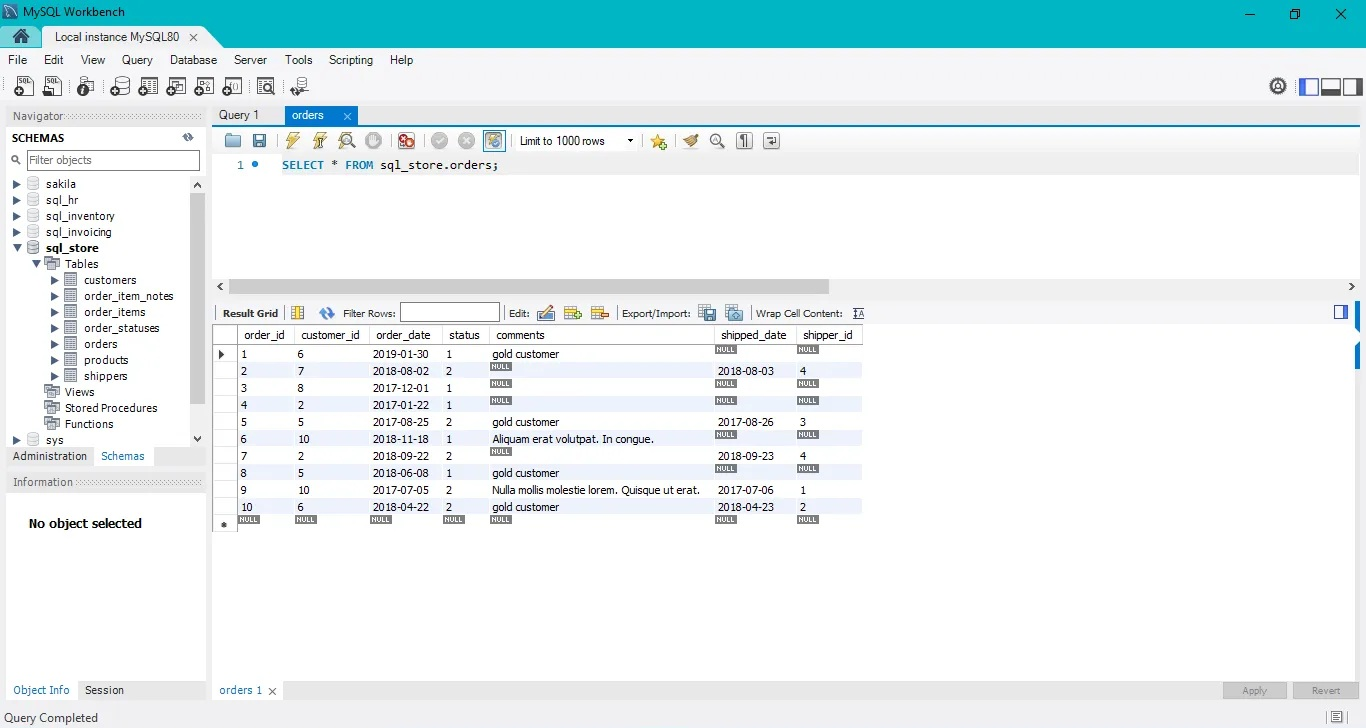 MySQL Workbench
Local instance MySQL80
File Edit View Query Database Server Tools Scripting Help
Navigator
SCHEMAS
Filter objects
sakila
sql_hr
sql_inventory
sql_invoicing
sql_store
Tables
customers
order_item_notes
order_items
order_statuses
orders
products
shippers
Views
Stored Procedures
Functions
sys
Administration Schemas
Information
No object selected
Object Info Session
Query 1 orders
Limit to 1000 rows
1 SELECT * FROM sql_store.orders;
Result Grid Filter Rows: Edit: Export/Import: Wrap Cell Content:
order_id customer_id order_date status comments shipped_date shipper_id
1 6 2019-01-30 1 gold customer NULL NULL
2 7 2018-08-02 2 NULL 2018-08-03 4
3 8 2017-12-01 1 NULL NULL NULL
4 2 2017-01-22 1 NULL NULL NULL
5 5 2017-08-25 2 gold customer 2017-08-26 3
6 10 2018-11-18 1 Aliquam erat volutpat. In congue. NULL NULL
7 2 2018-09-22 2 NULL 2018-09-23 4
8 5 2018-06-08 1 gold customer NULL NULL
9 10 2017-07-05 2 Nulla mollis molestie lorem. Quisque ut erat. 2017-07-06 1
10 6 2018-04-22 2 gold customer 2018-04-23 2
NULL NULL NULL NULL NULL NULL NULL
orders 1
Apply Revert
Query Completed